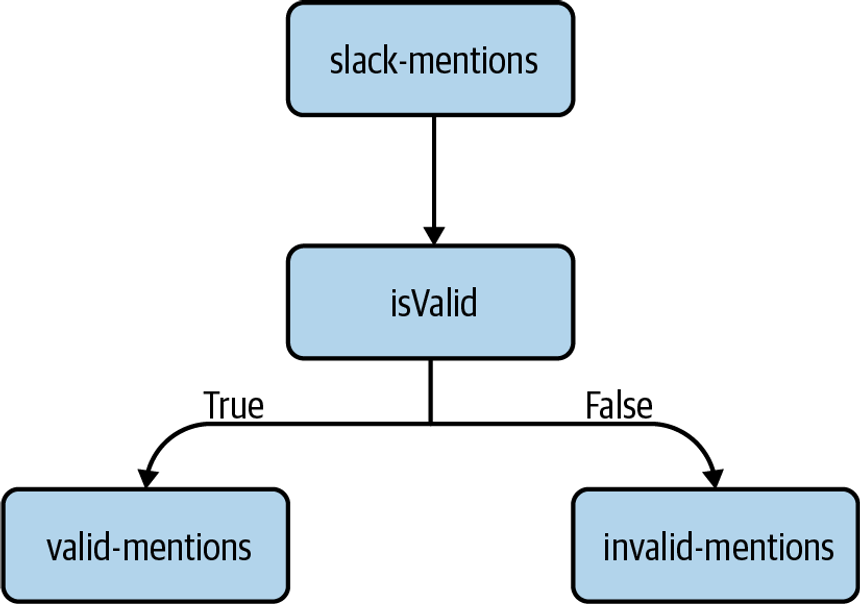 slack-mentions
isValid
True
False
valid-mentions
invalid-mentions